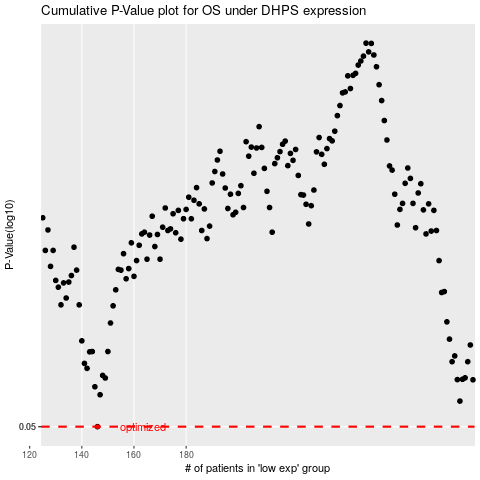 Cumulative P-Value plot for OS under DHPS expression
P-Value(log10)
0.05
optimized
120 140 160 180
# of patients in 'low exp' group